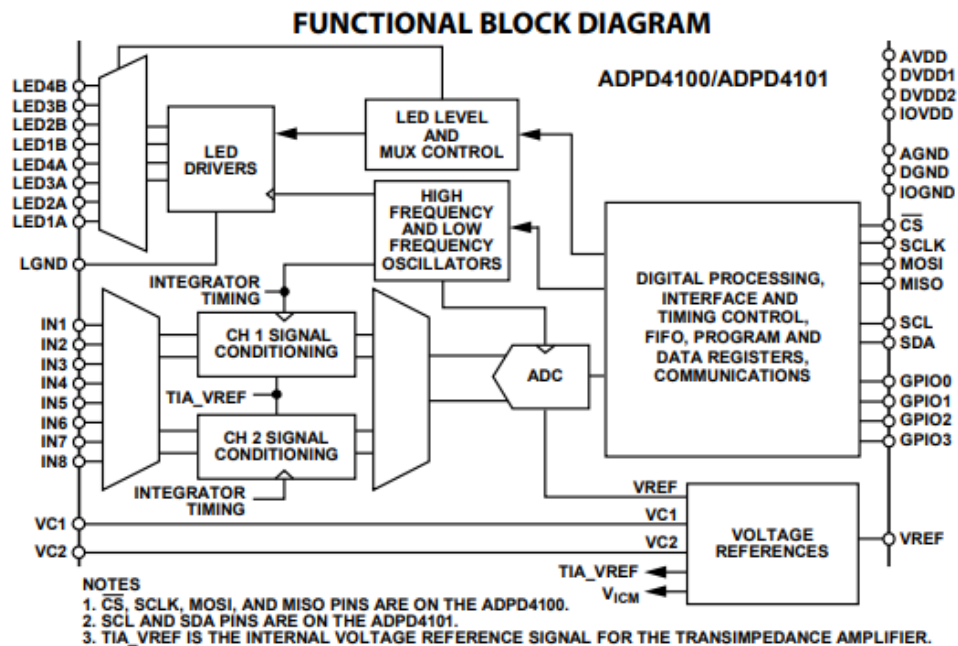 FUNCTIONAL BLOCK DIAGRAM
ADPD4100/ADPD4101
LED4B
LED3B
LED2B
LED1B
LED4A
LED3A
LED2A
LED1A
LGND
LED
DRIVERS
LED LEVEL
AND
MUX CONTROL
HIGH
FREQUENCY
AND LOW
FREQUENCY
OSCILLATORS
INTEGRATOR
TIMING
IN1
IN2
IN3
IN4
IN5
IN6
IN7
IN8
CH 1 SIGNAL
CONDITIONING
TIA_VREF
CH 2 SIGNAL
CONDITIONING
INTEGRATOR
TIMING
ADC
DIGITAL PROCESSING,
INTERFACE AND
TIMING CONTROL,
FIFO, PROGRAM AND
DATA REGISTERS,
COMMUNICATIONS
AVDD
DVDD1
DVDD2
IOVDD
AGND
DGND
IOGND
C̅S̅
SCLK
MOSI
MISO
SCL
SDA
GPIO0
GPIO1
GPIO2
GPIO3
VC1
VC2
VREF
VC1
VC2
TIA_VREF
VICM
VOLTAGE
REFERENCES
VREF
NOTES
1. C̅S̅, SCLK, MOSI, AND MISO PINS ARE ON THE ADPD4100.
2. SCL AND SDA PINS ARE ON THE ADPD4101.
3. TIA_VREF IS THE INTERNAL VOLTAGE REFERENCE SIGNAL FOR THE TRANSIMPEDANCE AMPLIFIER.